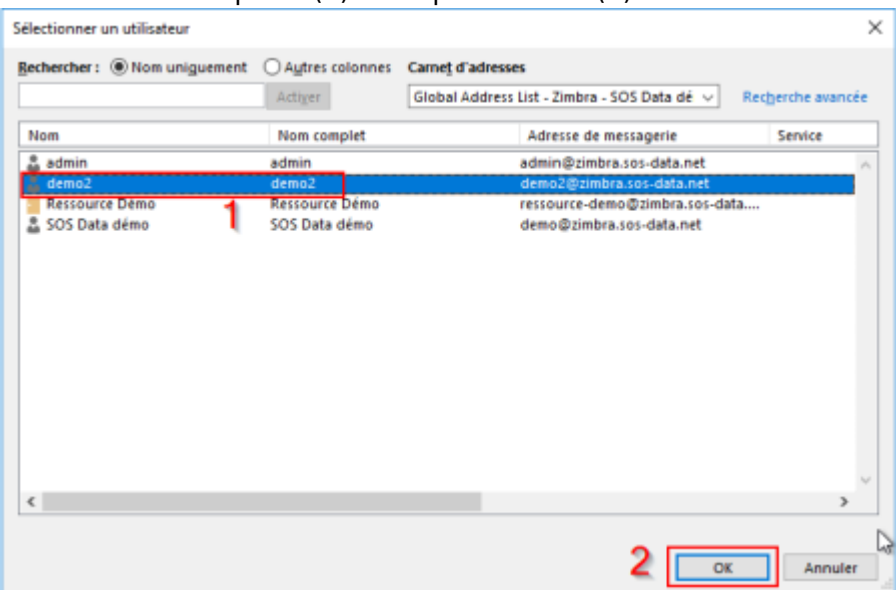 Sélectionner un utilisateur
Rechercher : Nom uniquement Autres colonnes Carnet d'adresses
Activer Global Address List - Zimbra - SOS Data dé Recherche avancée
Nom Nom complet Adresse de messagerie Service
admin admin admin@zimbra.sos-data.net
demo2 demo2 demo2@zimbra.sos-data.net
1
Ressource Démo Ressource Démo ressource-demo@zimbra.sos-data....
SOS Data démo SOS Data démo demo@zimbra.sos-data.net
2 OK Annuler